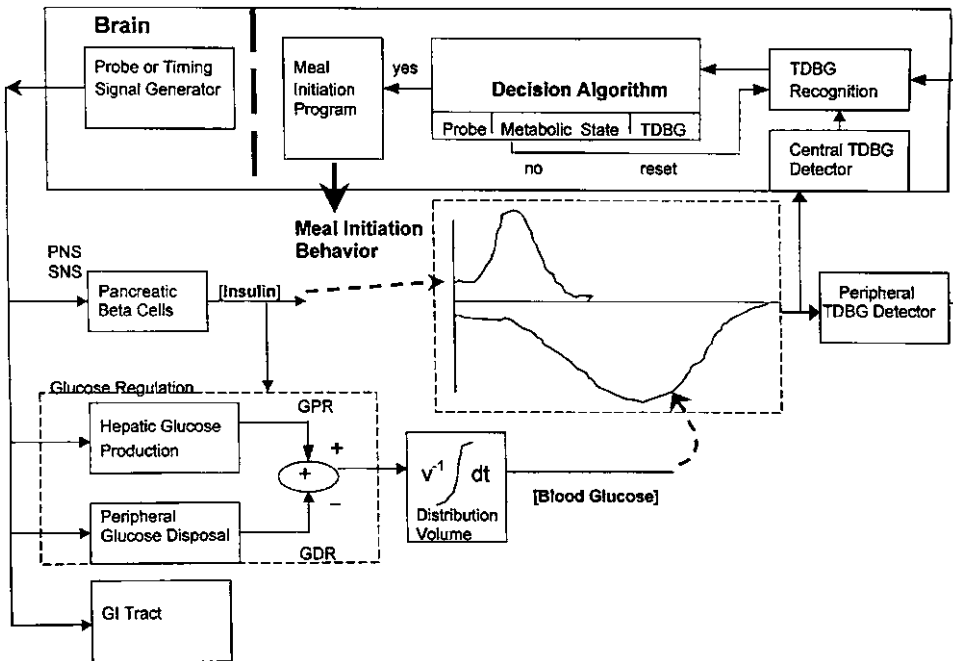 Brain
Probe or Timing
Signal Generator
Meal
Initiation
Program
yes
Decision Algorithm
Probe Metabolic State TDBG
no reset
TDBG
Recognition
Central TDBG
Detector
Meal Initiation
Behavior
PNS
SNS
Pancreatic
Beta Cells
[Insulin]
Peripheral
TDBG Detector
Glucose Regulation
Hepatic Glucose
Production
GPR
+
+
−
Peripheral
Glucose Disposal
GDR
v⁻¹ ∫ dt
Distribution
Volume
[Blood Glucose]
GI Tract